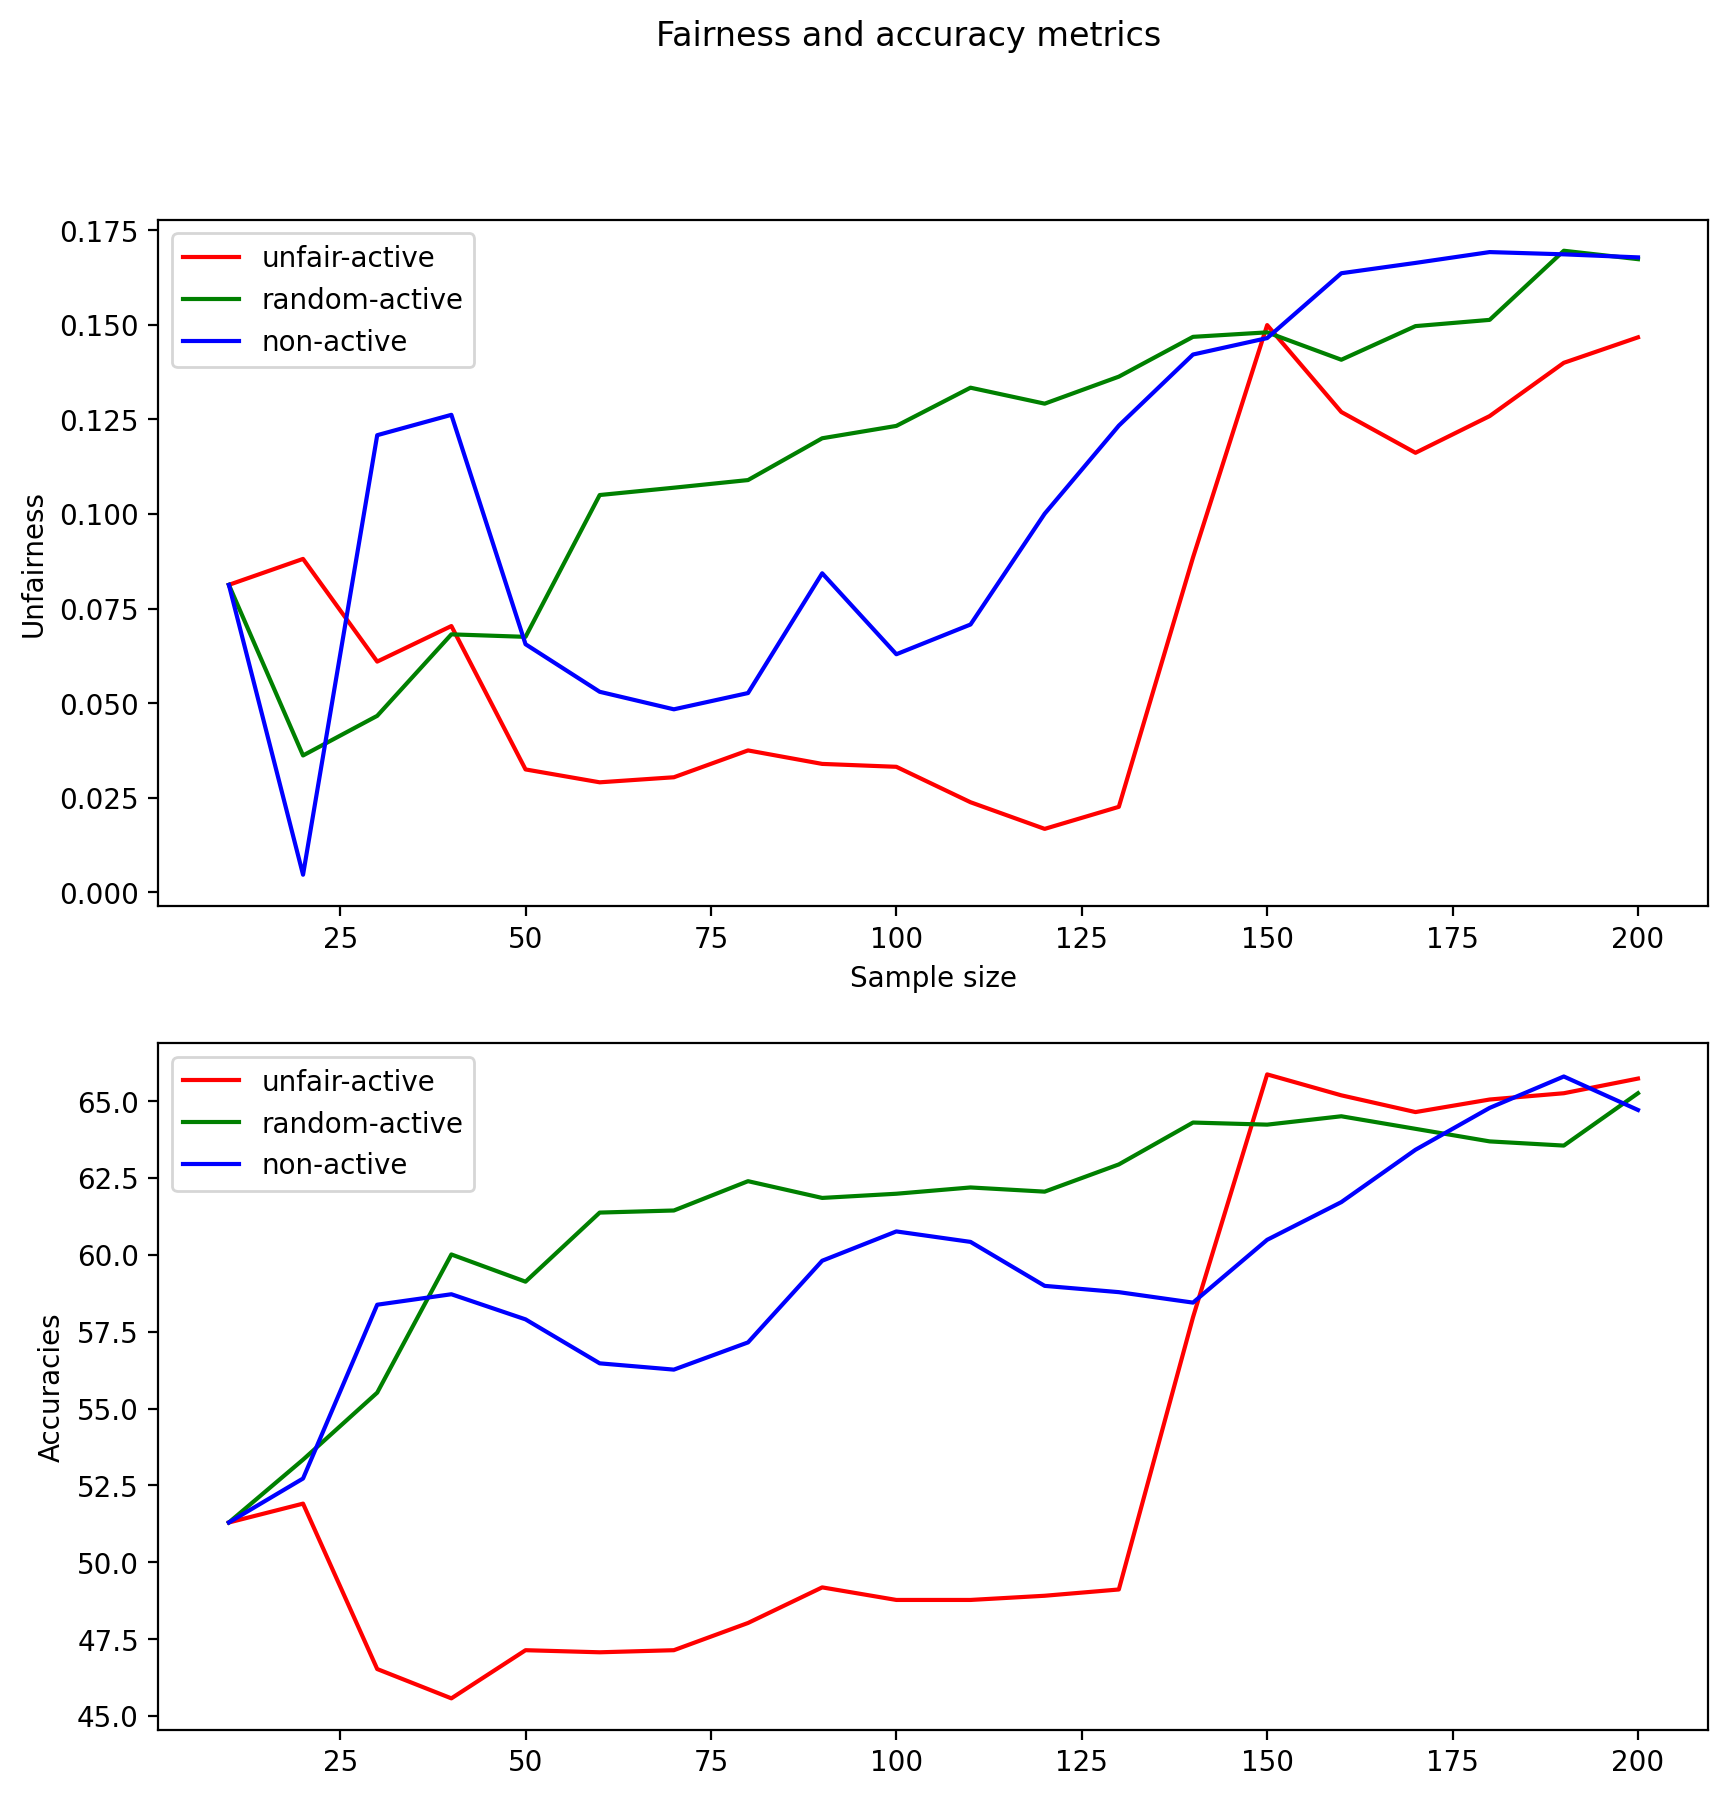 Fairness and accuracy metrics
0.175
0.150
0.125
0.100
0.075
0.050
0.025
0.000
Unfairness
unfair-active
random-active
non-active
25 50 75 100 125 150 175 200
Sample size
65.0
62.5
60.0
57.5
55.0
52.5
50.0
47.5
45.0
Accuracies
unfair-active
random-active
non-active
25 50 75 100 125 150 175 200